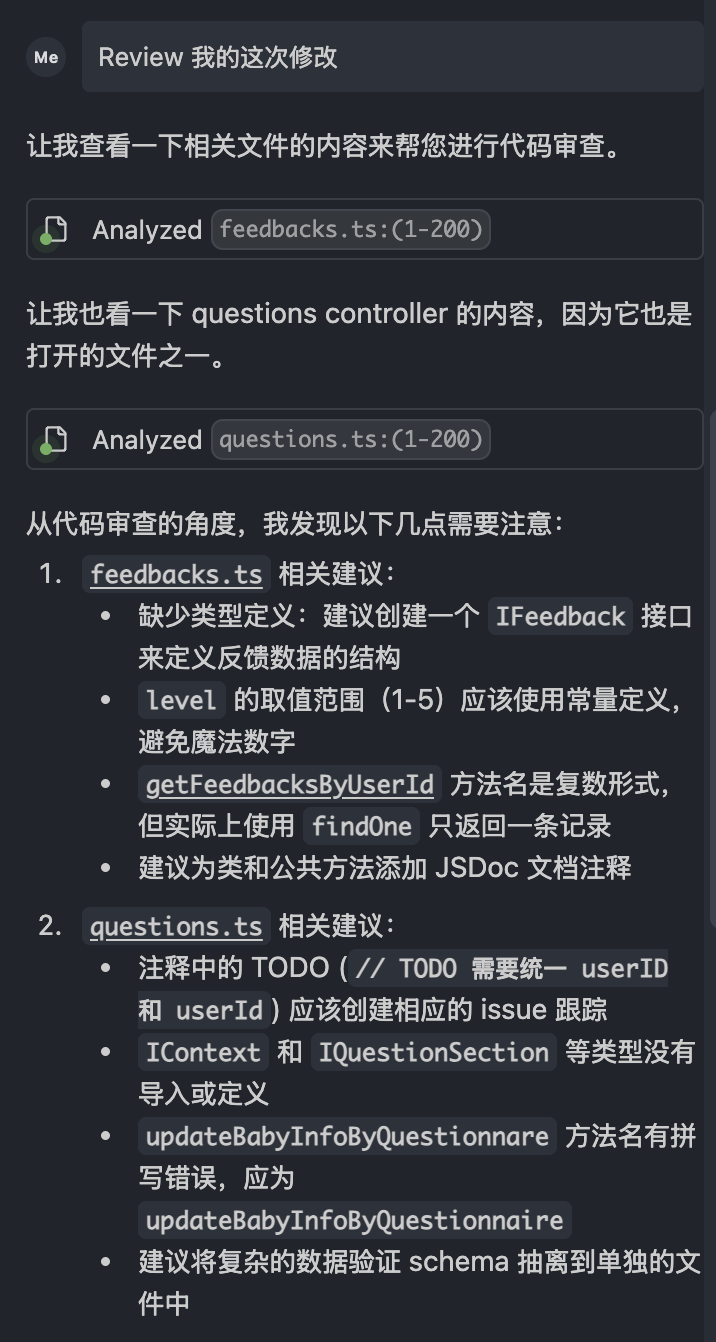 Me
Review 我的这次修改
让我查看一下相关文件的内容来帮您进行代码审查。
Analyzed feedbacks.ts:(1-200)
让我也看一下 questions controller 的内容，因为它也是
打开的文件之一。
Analyzed questions.ts:(1-200)
从代码审查的角度，我发现以下几点需要注意：
1. feedbacks.ts 相关建议：
• 缺少类型定义：建议创建一个 IFeedback 接口
来定义反馈数据的结构
• level 的取值范围（1-5）应该使用常量定义，
避免魔法数字
• getFeedbacksByUserId 方法名是复数形式，
但实际上使用 findOne 只返回一条记录
• 建议为类和公共方法添加 JSDoc 文档注释
2. questions.ts 相关建议：
• 注释中的 TODO (// TODO 需要统一 userID
和 userId) 应该创建相应的 issue 跟踪
• IContext 和 IQuestionSection 等类型没有
导入或定义
• updateBabyInfoByQuestionnare 方法名有拼
写错误，应为
updateBabyInfoByQuestionnaire
• 建议将复杂的数据验证 schema 抽离到单独的文
件中